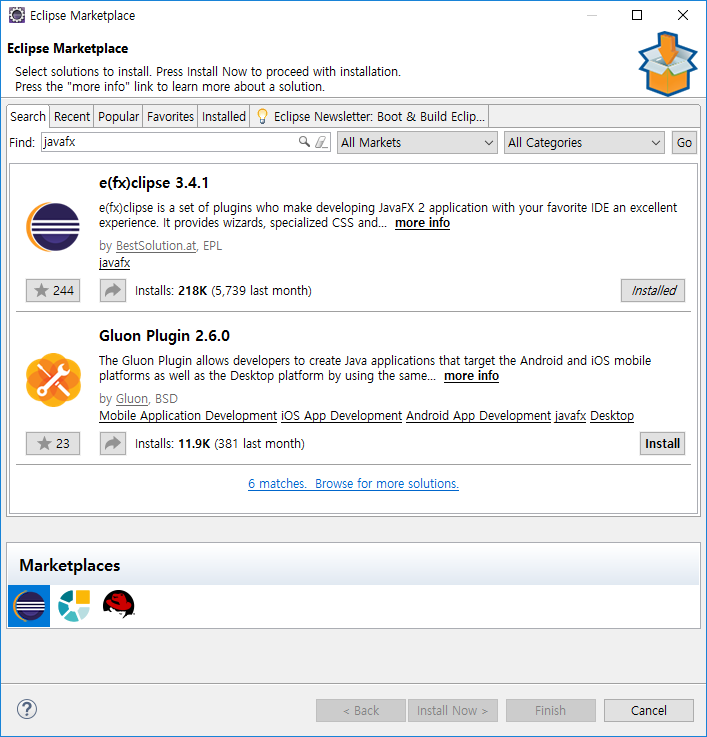 Eclipse Marketplace
Eclipse Marketplace
Select solutions to install. Press Install Now to proceed with installation.
Press the "more info" link to learn more about a solution.
Search Recent Popular Favorites Installed Eclipse Newsletter: Boot & Build Eclip...
Find: javafx All Markets All Categories Go
e(fx)clipse 3.4.1
e(fx)clipse is a set of plugins who make developing JavaFX 2 application with your favorite IDE an excellent
experience. It provides wizards, specialized CSS and... more info
by BestSolution.at, EPL
javafx
244 Installs: 218K (5,739 last month) Installed
Gluon Plugin 2.6.0
The Gluon Plugin allows developers to create Java applications that target the Android and iOS mobile
platforms as well as the Desktop platform by using the same... more info
by Gluon, BSD
Mobile Application Development iOS App Development Android App Development javafx Desktop
23 Installs: 11.9K (381 last month) Install
6 matches. Browse for more solutions.
Marketplaces
? < Back Install Now > Finish Cancel